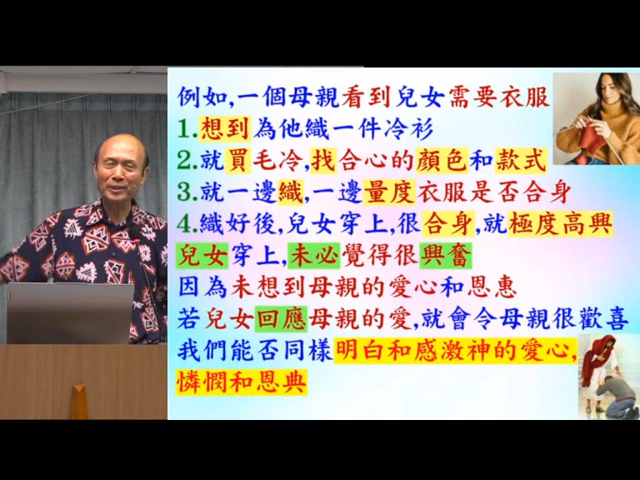 例如,一個母親看到兒女需要衣服
1.想到為他織一件冷衫
2.就買毛冷,找合心的顏色和款式
3.就一邊織,一邊量度衣服是否合身
4.織好後,兒女穿上,很合身,就極度高興
兒女穿上,未必覺得很興奮
因為未想到母親的愛心和恩惠
若兒女回應母親的愛,就會令母親很歡喜
我們能否同樣明白和感激神的愛心,
憐憫和恩典